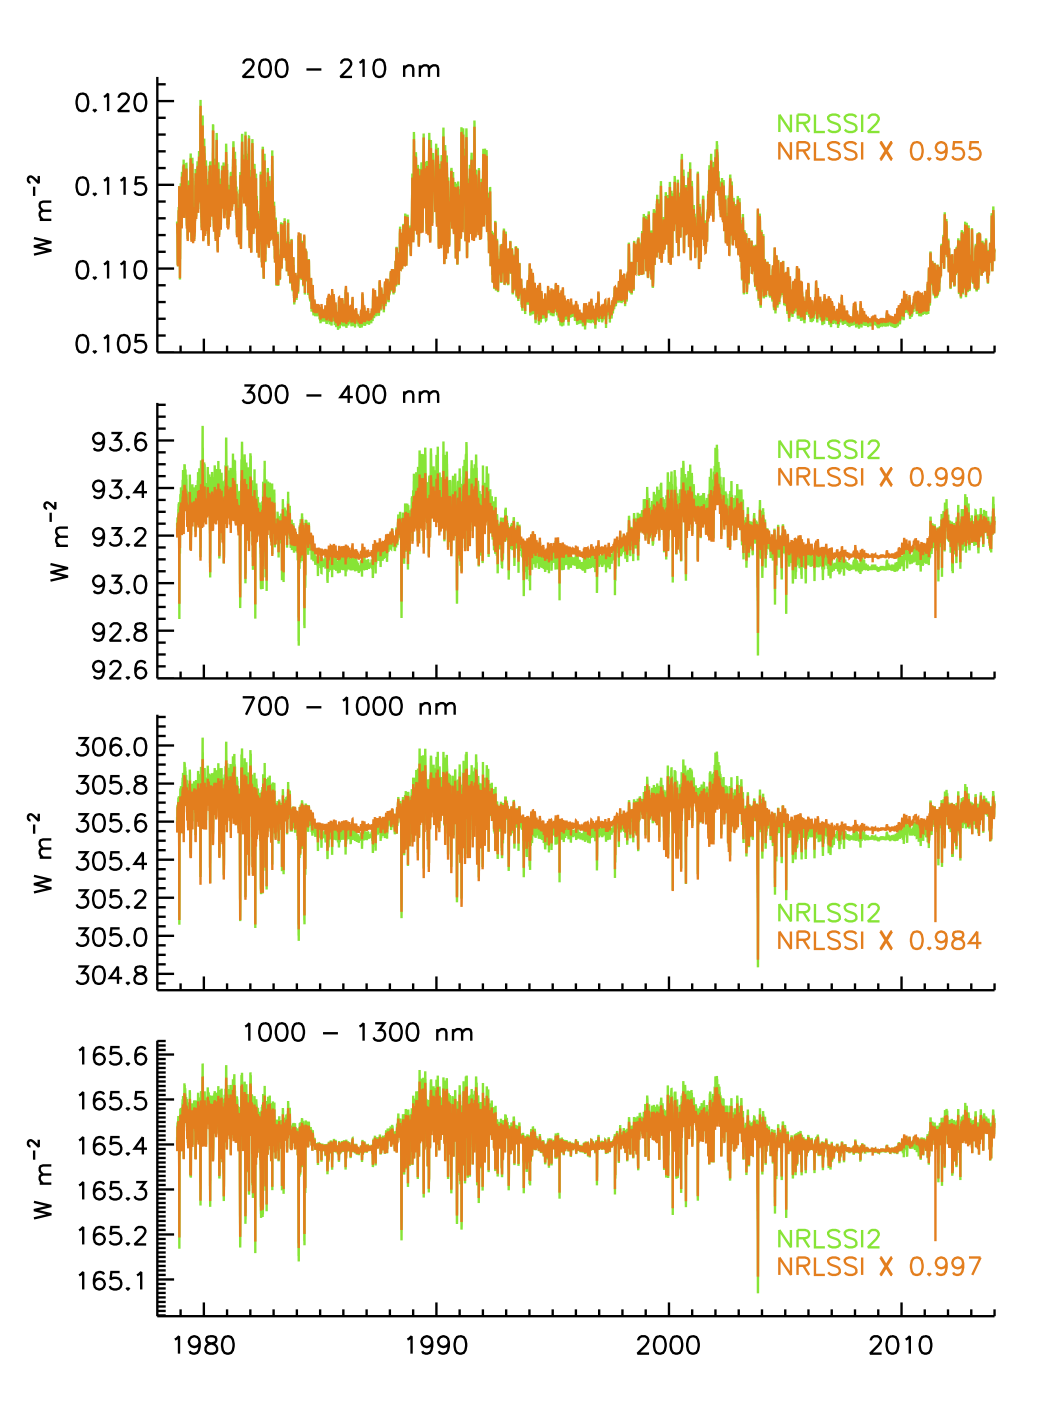 200 – 210 nm
0.120
0.115
0.110
0.105
W m⁻²
NRLSSI2
NRLSSI X 0.955
300 – 400 nm
93.6
93.4
93.2
93.0
92.8
92.6
W m⁻²
NRLSSI2
NRLSSI X 0.990
700 – 1000 nm
306.0
305.8
305.6
305.4
305.2
305.0
304.8
W m⁻²
NRLSSI2
NRLSSI X 0.984
1000 – 1300 nm
165.6
165.5
165.4
165.3
165.2
165.1
W m⁻²
NRLSSI2
NRLSSI X 0.997
1980 1990 2000 2010